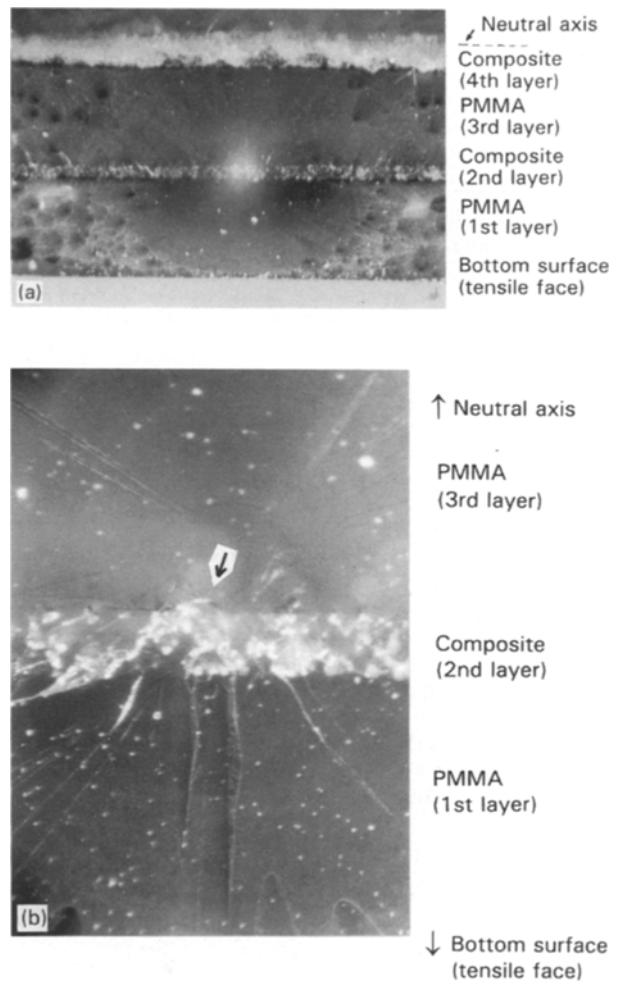 Neutral axis
Composite
(4th layer)
PMMA
(3rd layer)
Composite
(2nd layer)
PMMA
(1st layer)
Bottom surface
(tensile face)
(a)
↑ Neutral axis
PMMA
(3rd layer)
Composite
(2nd layer)
PMMA
(1st layer)
(b)
↓ Bottom surface
(tensile face)